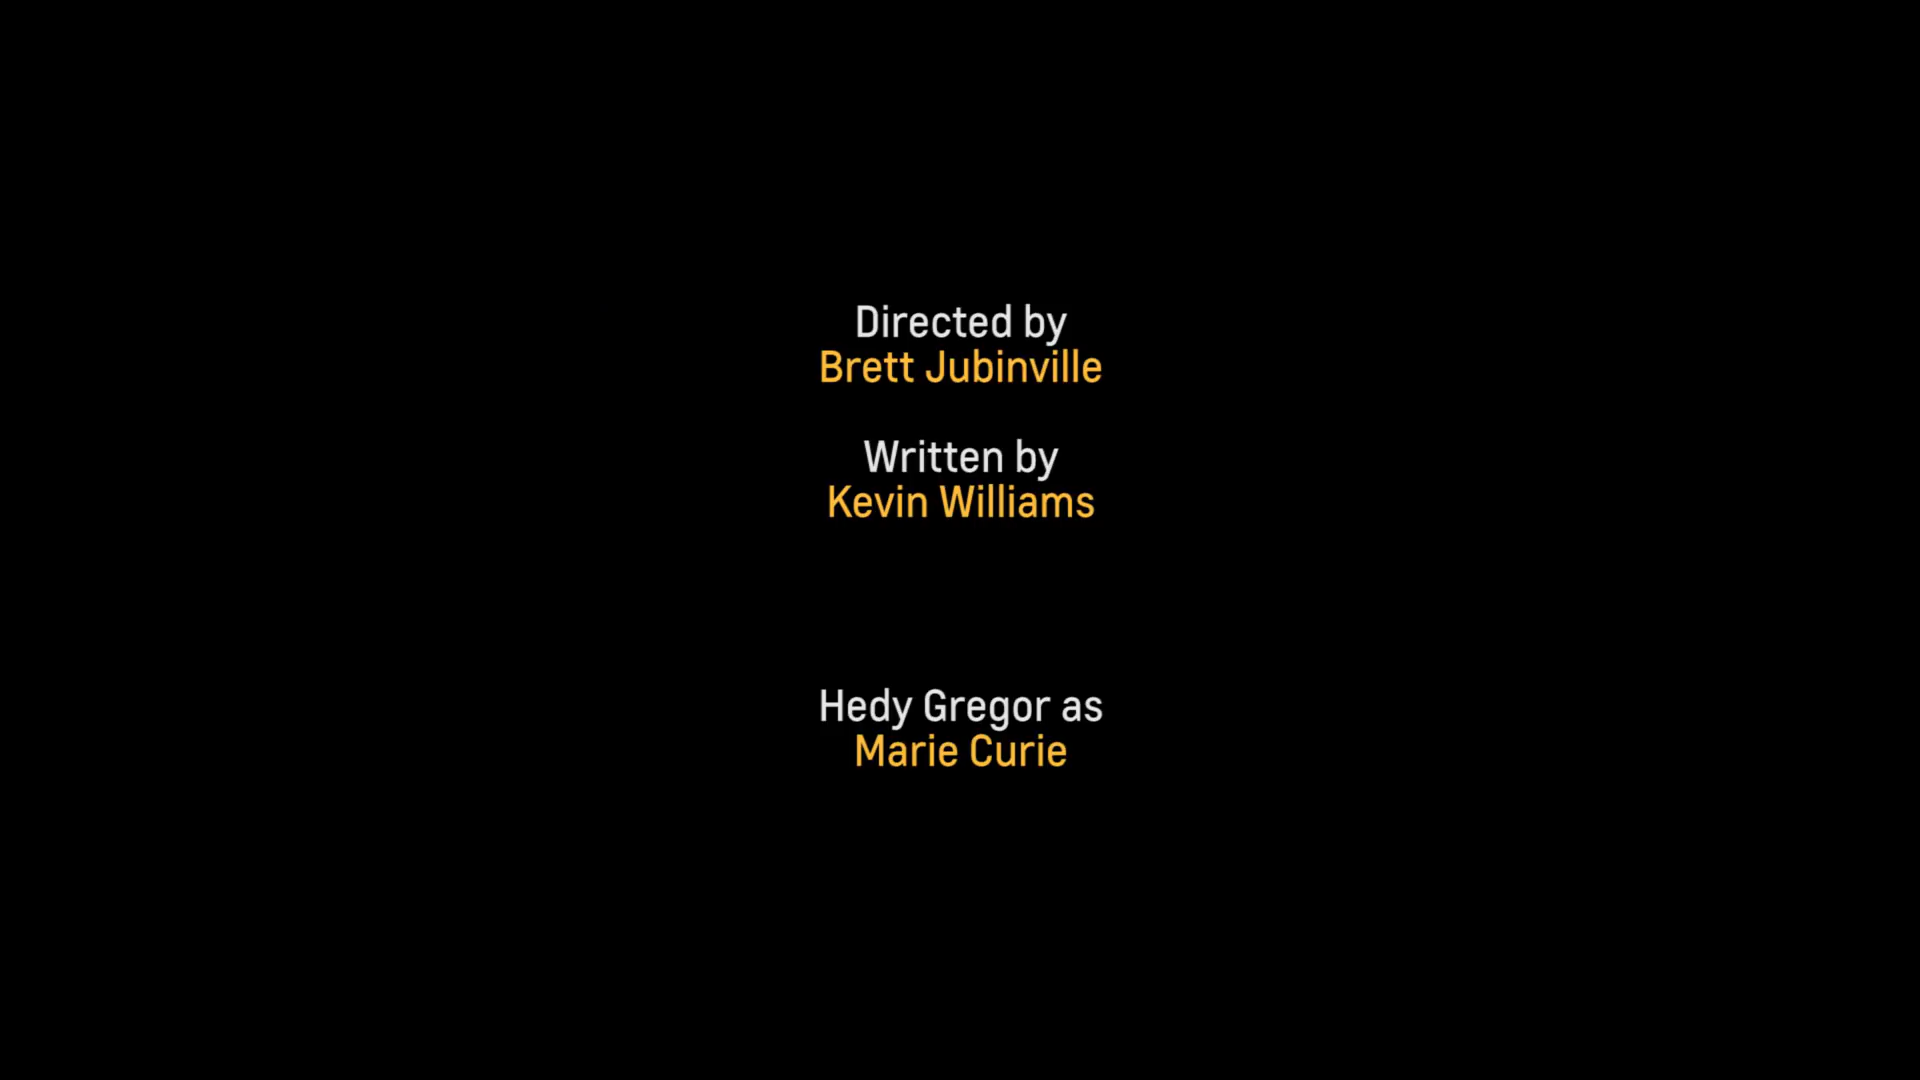 Directed by
Brett Jubinville
Written by
Kevin Williams
Hedy Gregor as
Marie Curie